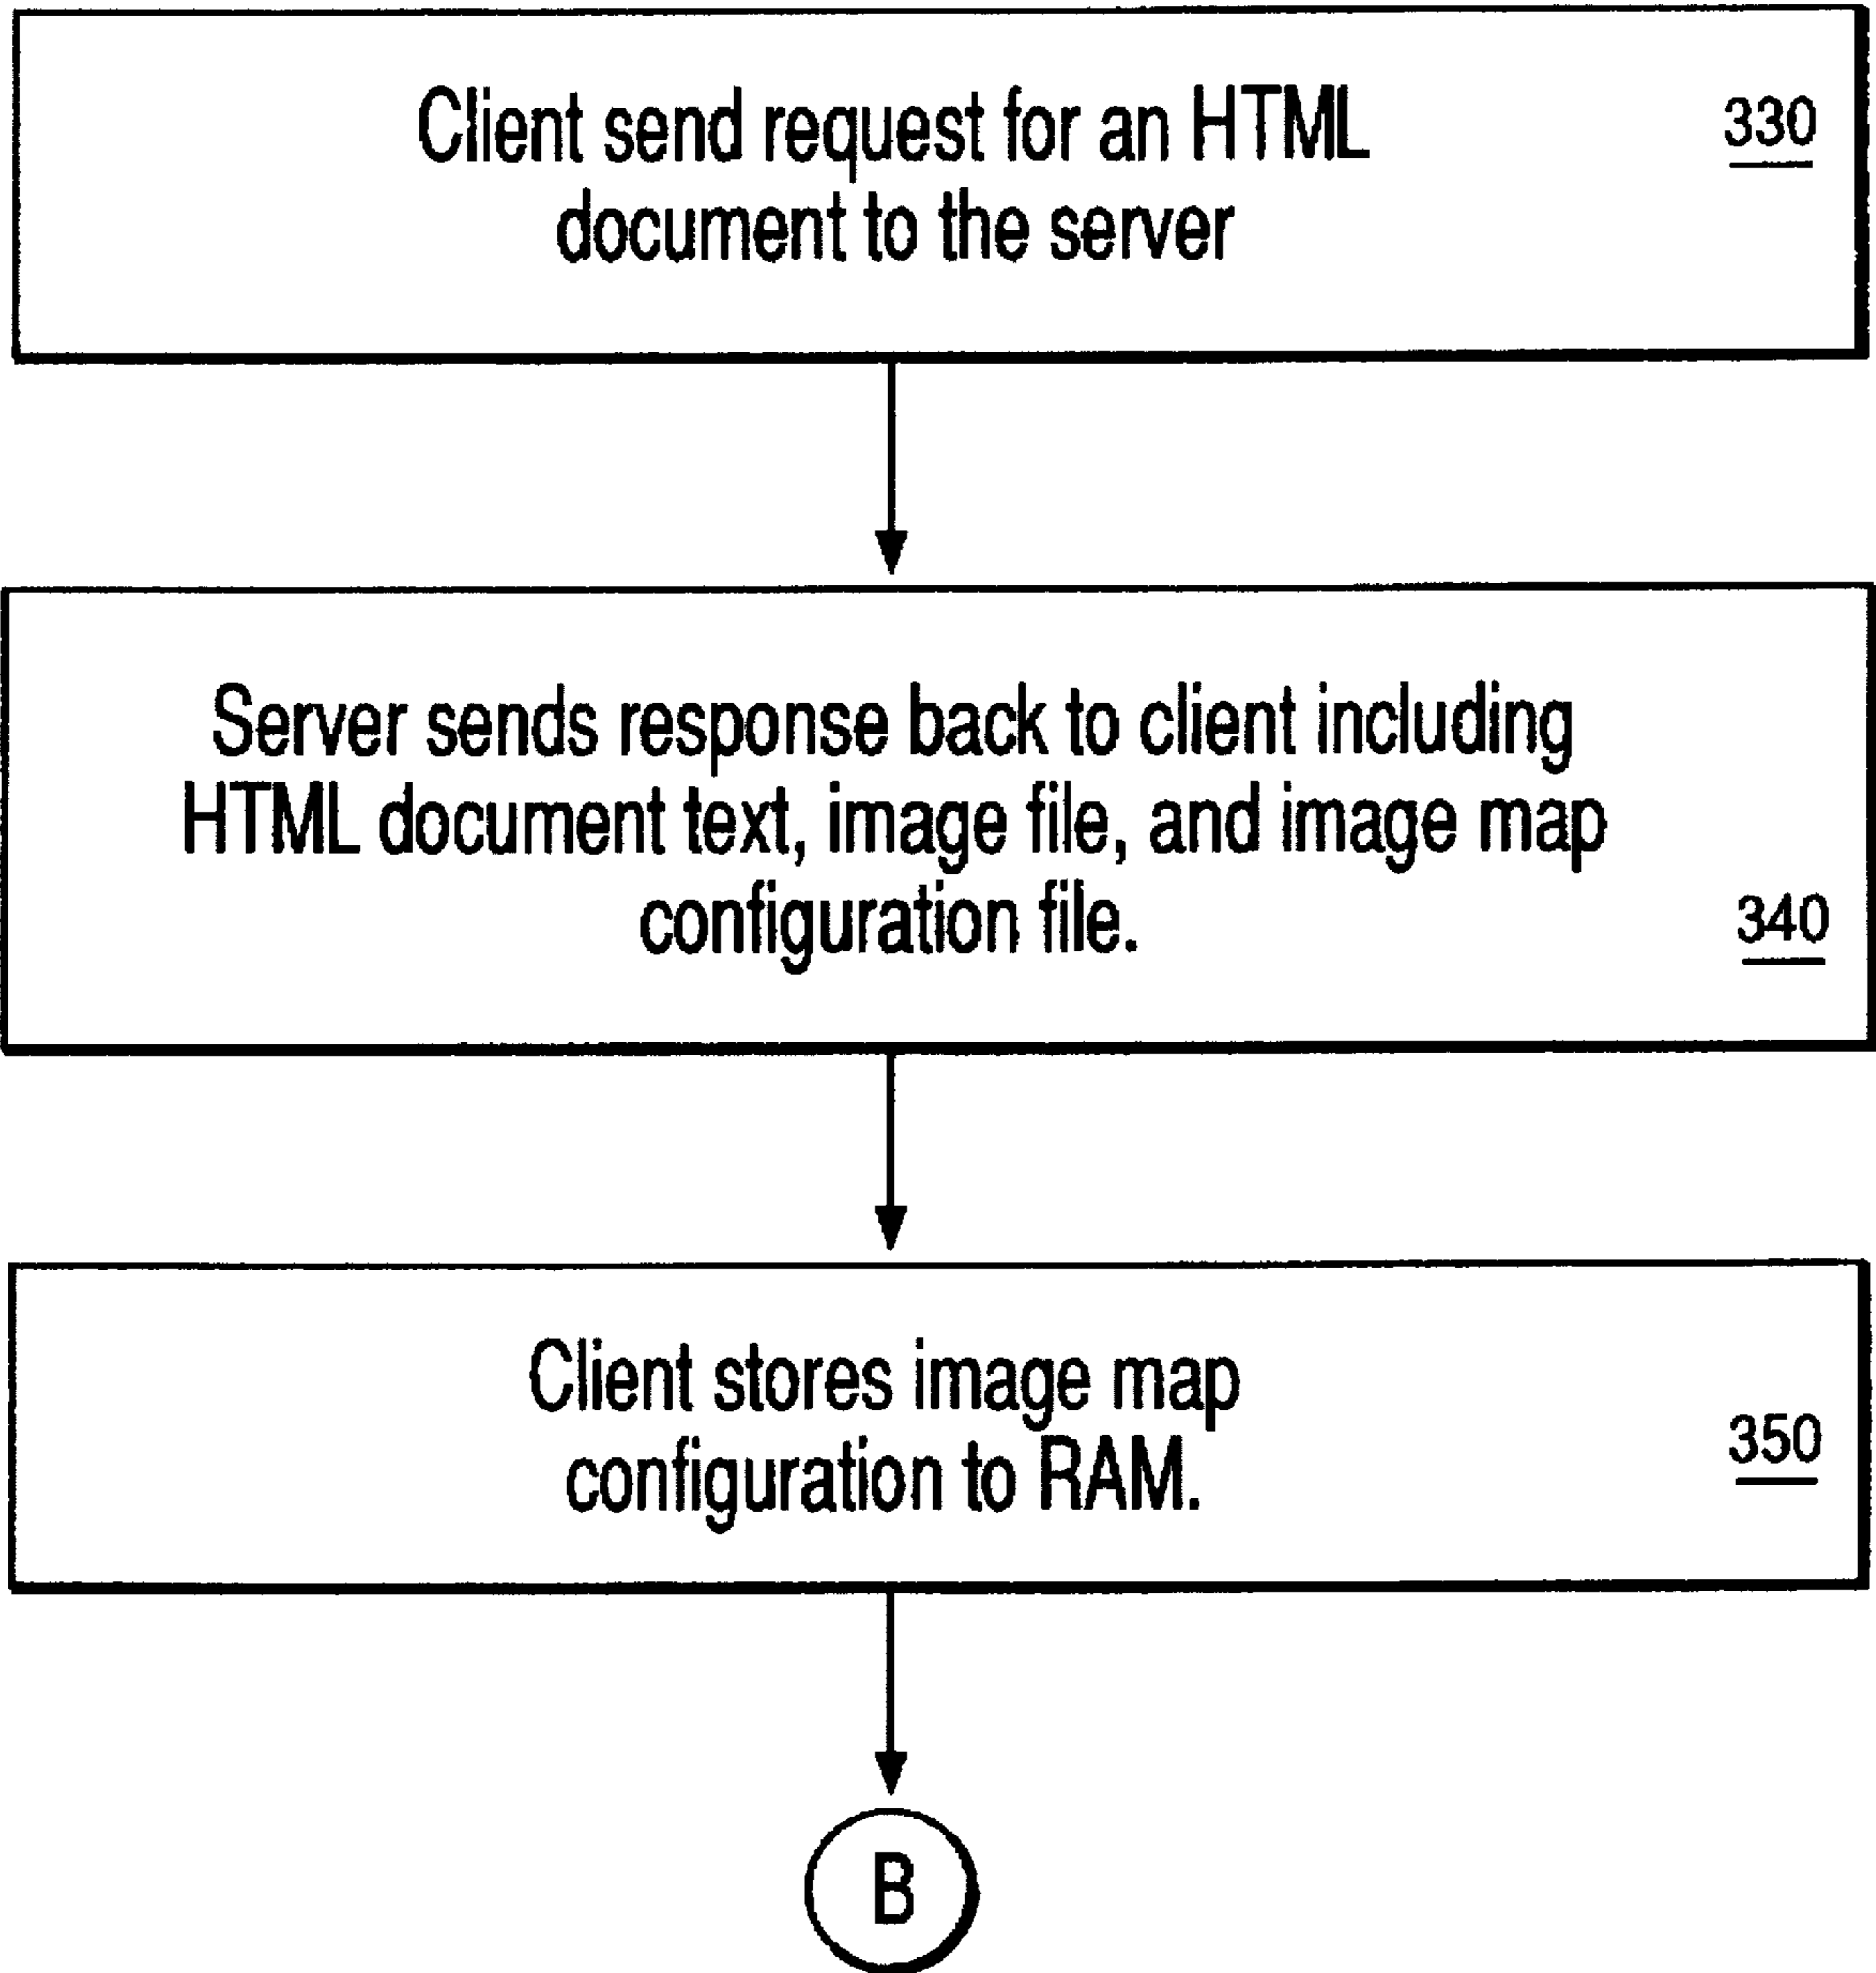 Client send request for an HTML
330
document to the server
Server sends response back to client including
HTML document text, image file, and image map
configuration file.
340
Client stores image map
350
configuration to RAM.
B